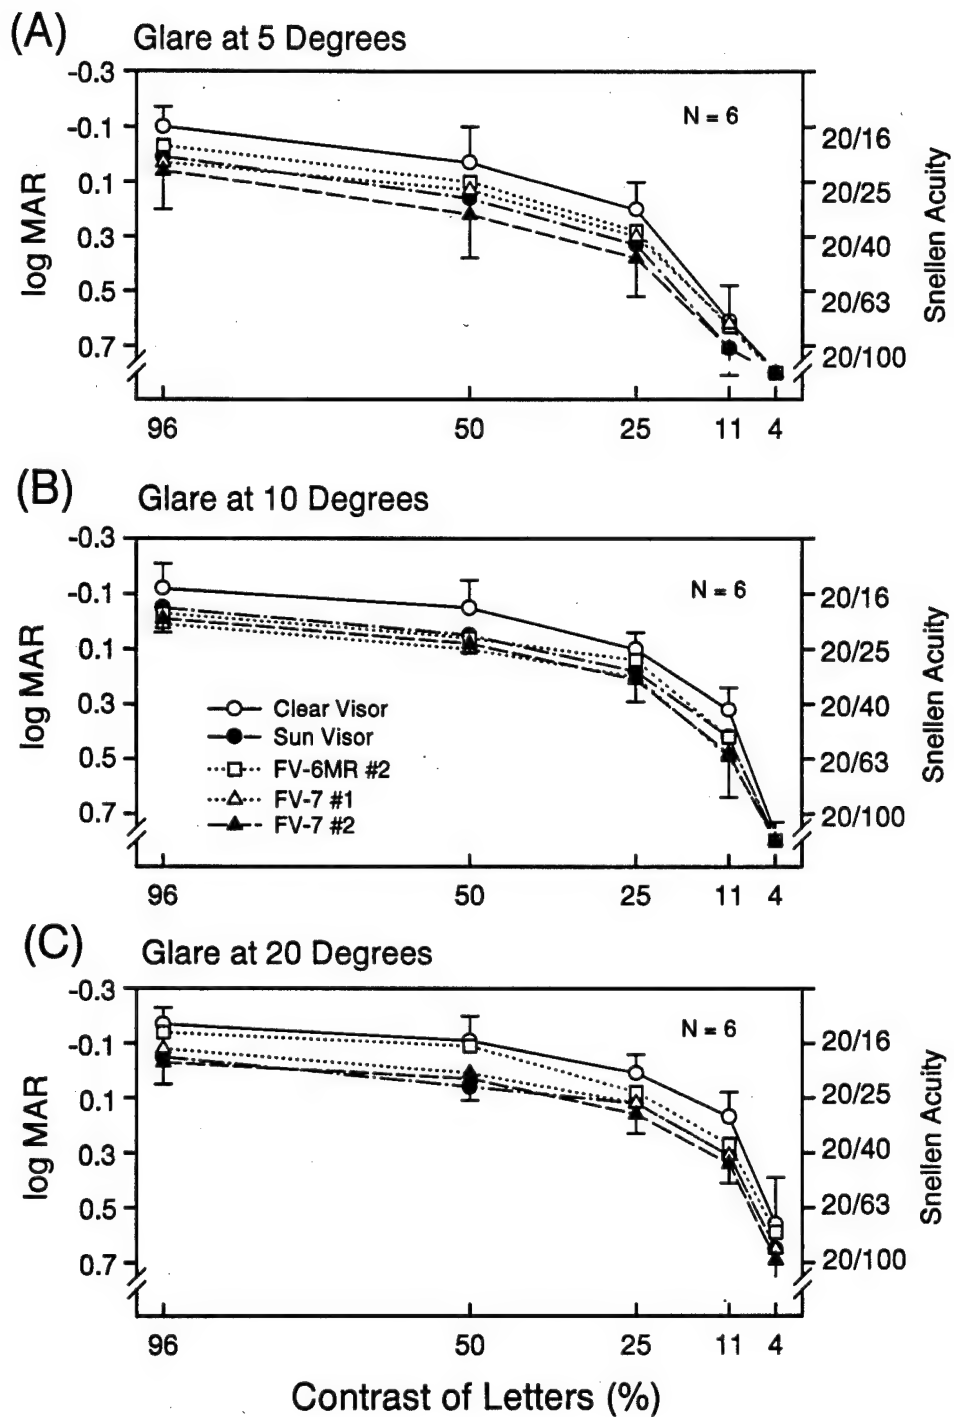 (A) Glare at 5 Degrees
-0.3
-0.1
0.1
0.3
0.5
0.7
log MAR
N = 6
20/16
20/25
20/40
20/63
20/100
Snellen Acuity
96 50 25 11 4
(B) Glare at 10 Degrees
-0.3
-0.1
0.1
0.3
0.5
0.7
log MAR
N = 6
Clear Visor
Sun Visor
FV-6MR #2
FV-7 #1
FV-7 #2
20/16
20/25
20/40
20/63
20/100
Snellen Acuity
96 50 25 11 4
(C) Glare at 20 Degrees
-0.3
-0.1
0.1
0.3
0.5
0.7
log MAR
N = 6
20/16
20/25
20/40
20/63
20/100
Snellen Acuity
96 50 25 11 4
Contrast of Letters (%)